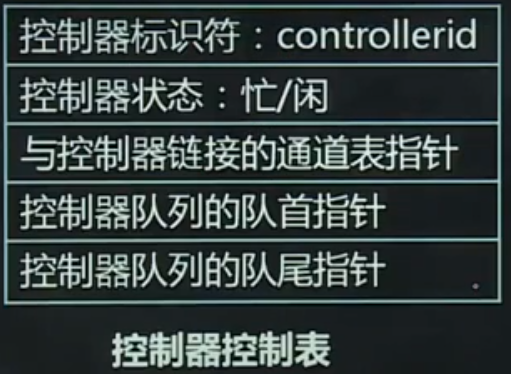 控制器标识符：controllerid
控制器状态：忙/闲
与控制器链接的通道表指针
控制器队列的队首指针
控制器队列的队尾指针
控制器控制表